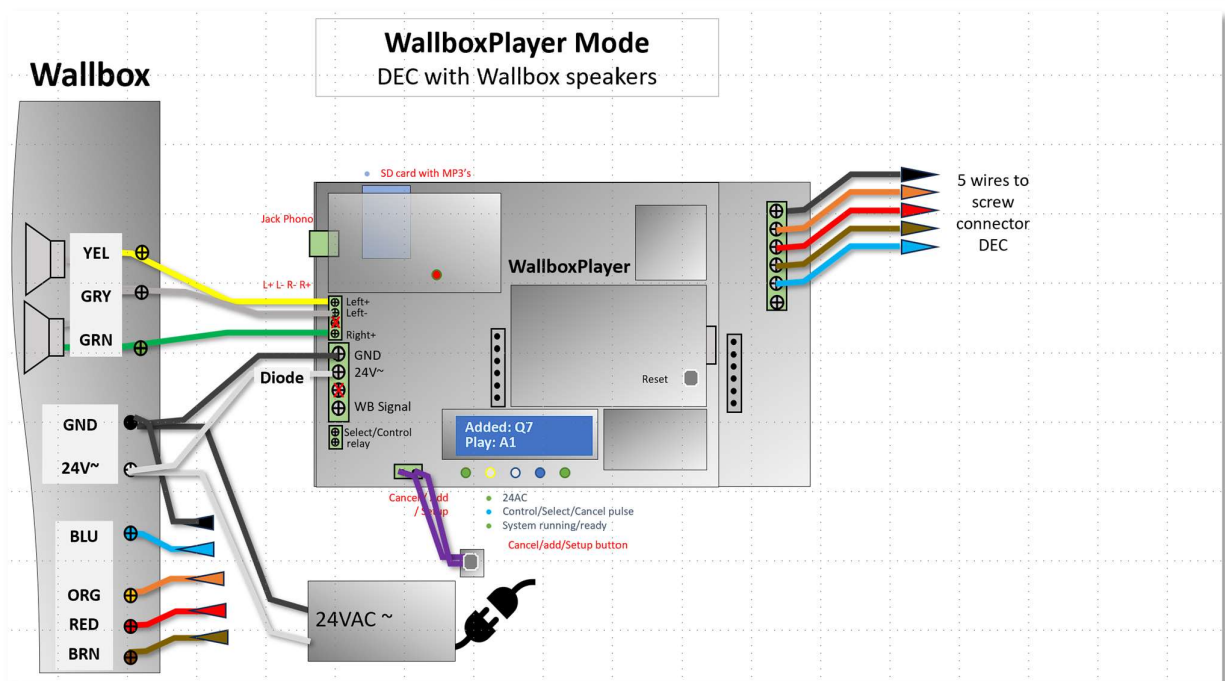 WallboxPlayer Mode
DEC with Wallbox speakers
Wallbox
SD card with MP3's
Jack Phono
5 wires to
screw
connector
DEC
YEL
GRY
GRN
WallboxPlayer
L+ L- R- R+
Left+
Left-
Right+
GND
24V~
Diode
WB Signal
Reset
Select/Control
relay
Added: Q7
Play: A1
GND
24V~
Cancel / add
/ Setup
24AC
Control/Select/Cancel pulse
System running/ready
Cancel/add/Setup button
BLU
ORG
RED
BRN
24VAC ~